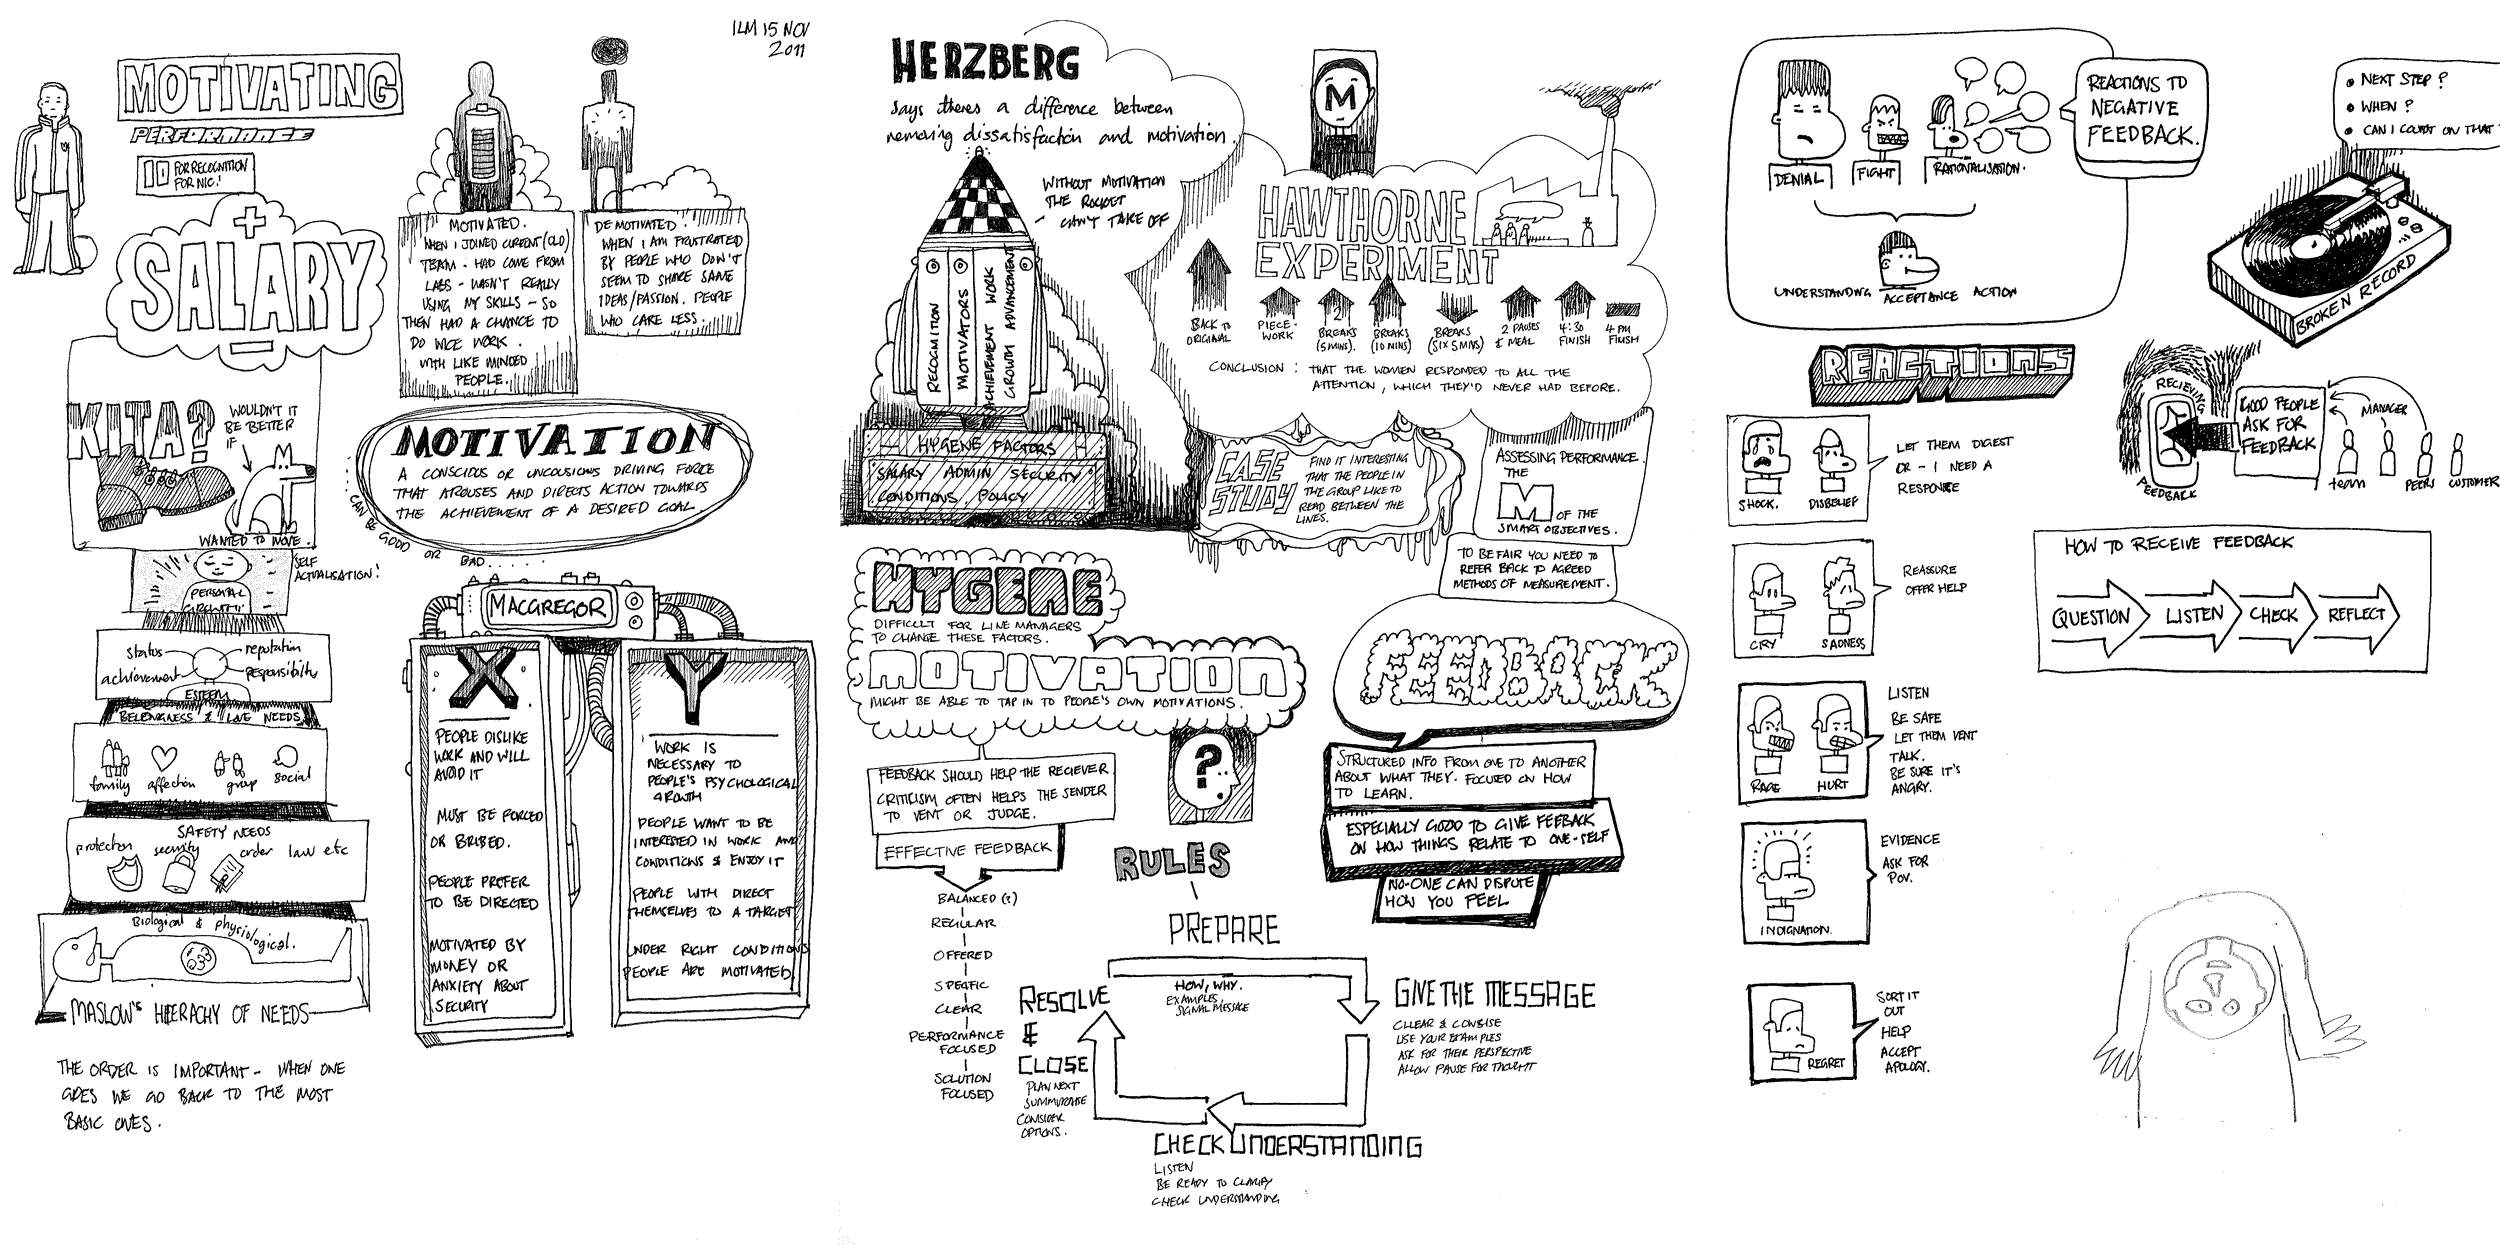 ILM 15 NOV
2011
MOTIVATING
PERFORMANCE
10 FOR RECOGNITION
FOR NIC!
+
SALARY
-
KITA?
WOULDN'T IT
BE BETTER
IF
WANTED TO MOVE.
SELF
ACTUALISATION!
PERSONAL
GROWTH!
status
reputation
achievement
responsibility
ESTEEM
BELONGNESS & LOVE NEEDS
family
affection
group
social
SAFETY NEEDS
protection
security
order
law etc
Biological & physiological.
MASLOW'S HIERACHY OF NEEDS
THE ORDER IS IMPORTANT - WHEN ONE
GOES WE GO BACK TO THE MOST
BASIC ONES.
MOTIVATED.
WHEN I JOINED CURRENT (OLD)
TEAM - HAD COME FROM
LABS - WASN'T REALLY
USING MY SKILLS - SO
THEN HAD A CHANCE TO
DO NICE WORK.
WITH LIKE MINDED
PEOPLE.
DEMOTIVATED!
WHEN I AM FRUSTRATED
BY PEOPLE WHO DON'T
SEEM TO SHARE SAME
IDEAS/PASSION. PEOPLE
WHO CARE LESS.
MOTIVATION
A CONSCIOUS OR UNCOUSIOUS DRIVING FORCE
THAT AROUSES AND DIRECTS ACTION TOWARDS
THE ACHIEVEMENT OF A DESIRED GOAL.
... CAN BE GOOD OR BAD......
MACGREGOR
X
PEOPLE DISLIKE
WORK AND WILL
AVOID IT
MUST BE FORCED
OR BRIBED.
PEOPLE PREFER
TO BE DIRECTED
MOTIVATED BY
MONEY OR
ANXIETY ABOUT
SECURITY
Y
WORK IS
NECESSARY TO
PEOPLE'S PSYCHOLOGICAL
GROWTH
PEOPLE WANT TO BE
INTERESTED IN WORK AND
CONDITIONS & ENJOY IT
PEOPLE WITH DIRECT
THEMSELVES TO A TARGET
UNDER RIGHT CONDITIONS
PEOPLE ARE MOTIVATED
HERZBERG
says theres a difference between
removing dissatisfaction and motivation.
WITHOUT MOTIVATION
THE ROCKET
CAN'T TAKE OFF
RECOGNITION
MOTIVATORS
ACHIEVEMENT WORK
GROWTH ADVANCEMENT
HYGENE FACTORS
SALARY ADMIN SECURITY
CONDITIONS. POLICY
M
HAWTHORNE
EXPERIMENT
BACK TO
ORIGINAL
PIECE-
WORK
2
BREAKS
(5 MINS).
BREAKS
(10 MINS)
BREAKS
(SIX 5 MINS)
2 PAUSES
& MEAL
4:30
FINISH
4 PM
FINISH
CONCLUSION : THAT THE WOMEN RESPONDED TO ALL THE
ATTENTION, WHICH THEY'D NEVER HAD BEFORE.
CASE
STUDY
FIND IT INTERESTING
THAT THE PEOPLE IN
THE GROUP LIKE TO
READ BETWEEN THE
LINES.
ASSESSING PERFORMANCE.
THE
M OF THE
SMART OBJECTIVES.
TO BE FAIR YOU NEED TO
REFER BACK TO AGREED
METHODS OF MEASUREMENT.
HYGENE
DIFFICULT FOR LINE MANAGERS
TO CHANGE THESE FACTORS.
MOTIVATION
MIGHT BE ABLE TO TAP IN TO PEOPLE'S OWN MOTIVATIONS.
FEEDBACK SHOULD HELP THE RECIEVER
CRITICISM OFTEN HELPS THE SENDER
TO VENT OR JUDGE.
EFFECTIVE FEEDBACK
BALANCED (?)
REGULAR
OFFERED
SPECIFIC
CLEAR
PERFORMANCE
FOCUSED
SOLUTION
FOCUSED
?
RULES
PREPARE
HOW, WHY.
EXAMPLES,
SIGNAL MESSAGE
GIVE THE MESSAGE
CLLEAR & CONSISE
USE YOUR EXAMPLES
ASK FOR THEIR PERSPECTIVE
ALLOW PAUSE FOR THOUGHT
CHECK UNDERSTANDING
LISTEN
BE READY TO CLARIFY
CHECK UNDERSTANDING
RESOLVE
&
CLOSE
PLAN NEXT
SUMMURAISE
CONSIDER
OPTIONS.
FEEDBACK
STRUCTURED INFO FROM ONE TO ANOTHER
ABOUT WHAT THEY. FOCUSED ON HOW
TO LEARN.
ESPECIALLY GOOD TO GIVE FEEBACK
ON HOW THINGS RELATE TO ONE-SELF
NO-ONE CAN DISPUTE
HOW YOU FEEL
REACTIONS TO
NEGATIVE
FEEDBACK.
DENIAL
FIGHT
RATIONALISATION.
UNDERSTANDING ACCEPTANCE ACTION
REACTIONS
SHOCK.
DISBELIEF
LET THEM DIGEST
OR - I NEED A
RESPONSE
CRY
SADNESS
REASSURE
OFFER HELP
RAGE
HURT
LISTEN
BE SAFE
LET THEM VENT
TALK.
BE SURE IT'S
ANGRY.
INDIGNATION.
EVIDENCE
ASK FOR
POV.
REGRET
SORT IT
OUT
HELP
ACCEPT
APOLOGY.
• NEXT STEP?
• WHEN?
• CAN I COUNT ON THAT
BROKEN RECORD
RECIEVING
FEEDBACK
GOOD PEOPLE
ASK FOR
FEEDBACK
MANAGER
team
PEERS
CUSTOMER
HOW TO RECEIVE FEEDBACK
QUESTION
LISTEN
CHECK
REFLECT